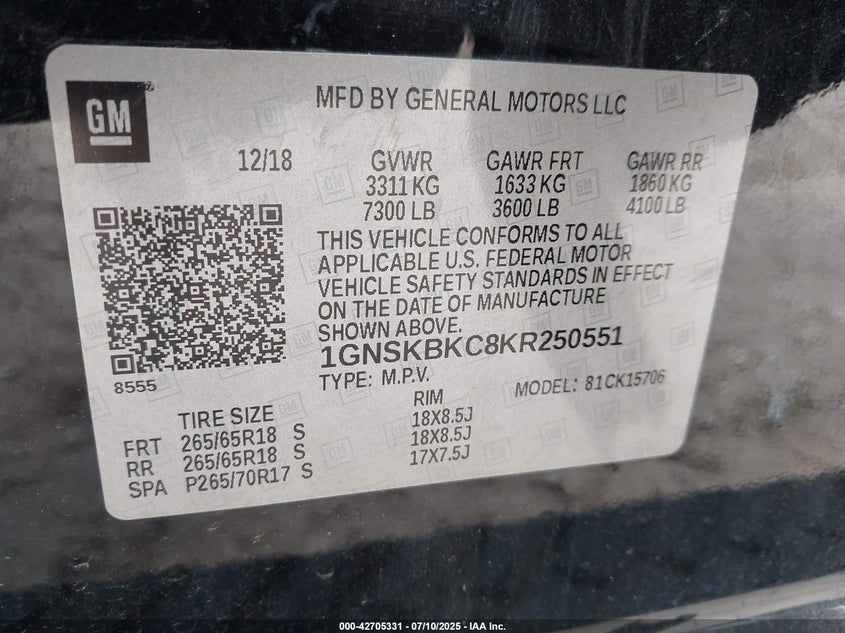 GM
MFD BY GENERAL MOTORS LLC
12/18 GVWR GAWR FRT GAWR RR
3311 KG 1633 KG 1860 KG
7300 LB 3600 LB 4100 LB
THIS VEHICLE CONFORMS TO ALL
APPLICABLE U.S. FEDERAL MOTOR
VEHICLE SAFETY STANDARDS IN EFFECT
ON THE DATE OF MANUFACTURE
SHOWN ABOVE.
1GNSKBKC8KR250551
8555
TYPE: M.P.V. MODEL: 81CK15706
TIRE SIZE RIM
FRT 265/65R18 S 18X8.5J
RR 265/65R18 S 18X8.5J
SPA P265/70R17 S 17X7.5J
000-42705331 - 07/10/2025 - IAA Inc.